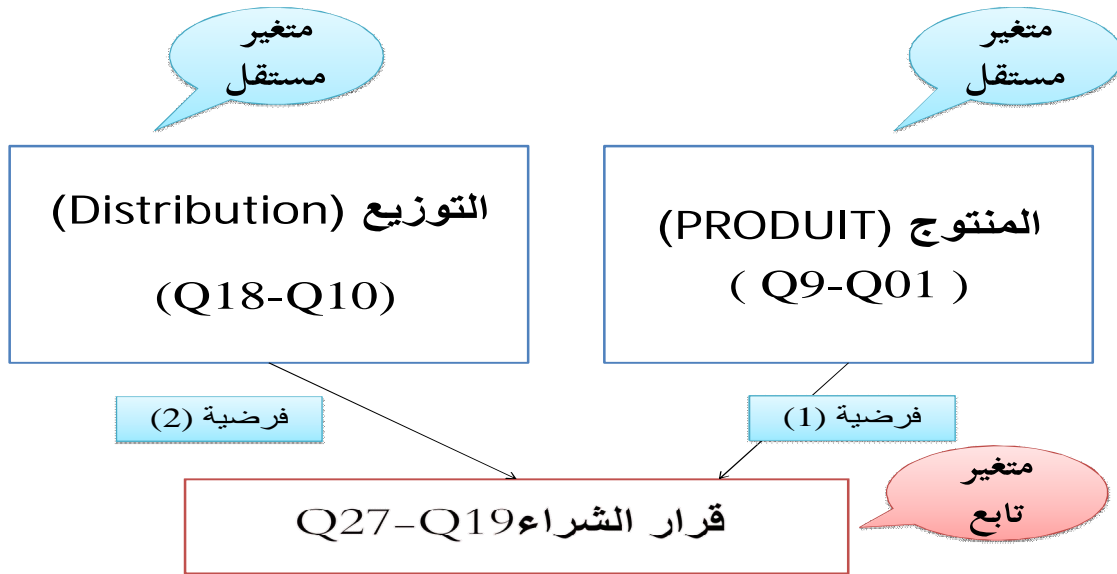 متغير
مستقل
المنتوج (PRODUIT)
( Q9-Q01 )
متغير
مستقل
التوزيع (Distribution)
(Q18-Q10)
فرضية (1)
فرضية (2)
متغير
تابع
قرار الشراءQ27-Q19